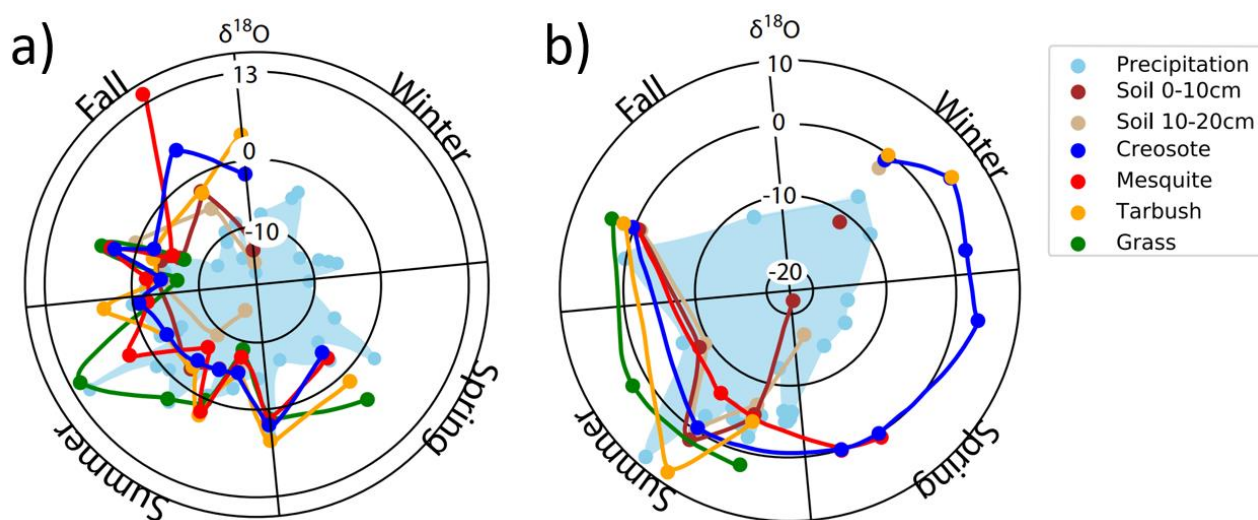 a)
δ18O
13
0
-10
Fall
Winter
Summer
Spring
b)
δ18O
10
0
-10
-20
Fall
Winter
Summer
Spring
Precipitation
Soil 0-10cm
Soil 10-20cm
Creosote
Mesquite
Tarbush
Grass